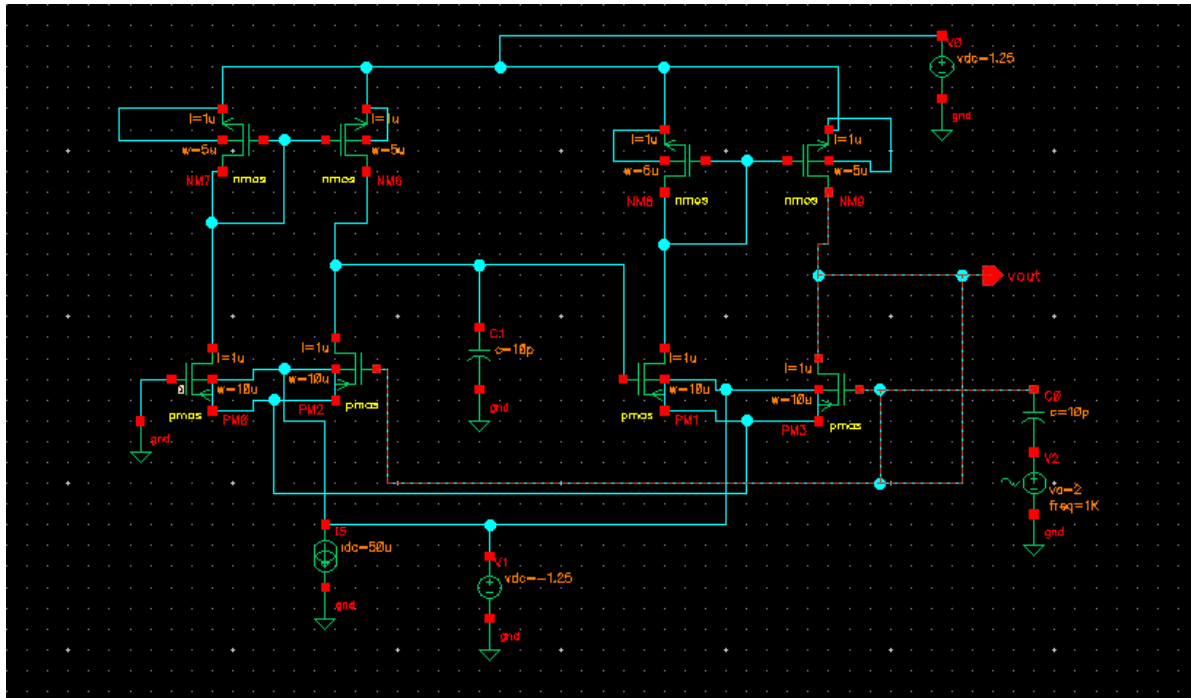 V0
vdc=1.25
gnd
l=1u
l=1u
l=1u
l=1u
w=5u
w=5u
w=5u
w=5u
NM7
nmos
nmos
NM6
NM8
nmos
nmos
NM9
vout
C1
c=10p
gnd
l=1u
l=1u
l=1u
l=1u
w=10u
w=10u
w=10u
w=10u
pmos
PM0
PM2
pmos
pmos
PM1
PM3
pmos
gnd
C0
c=10p
V2
va=2
freq=1K
gnd
I5
idc=50u
gnd
V1
vdc=-1.25
gnd